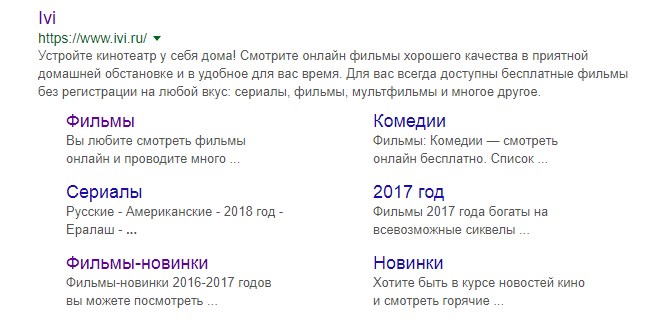 Ivi
https://www.ivi.ru/
Устройте кинотеатр у себя дома! Смотрите онлайн фильмы хорошего качества в приятной
домашней обстановке и в удобное для вас время. Для вас всегда доступны бесплатные фильмы
без регистрации на любой вкус: сериалы, фильмы, мультфильмы и многое другое.
Фильмы
Вы любите смотреть фильмы
онлайн и проводите много ...
Комедии
Фильмы: Комедии — смотреть
онлайн бесплатно. Список ...
Сериалы
Русские - Американские - 2018 год -
Ералаш - ...
2017 год
Фильмы 2017 года богаты на
всевозможные сиквелы ...
Фильмы-новинки
Фильмы-новинки 2016-2017 годов
вы можете посмотреть ...
Новинки
Хотите быть в курсе новостей кино
и смотреть горячие ...